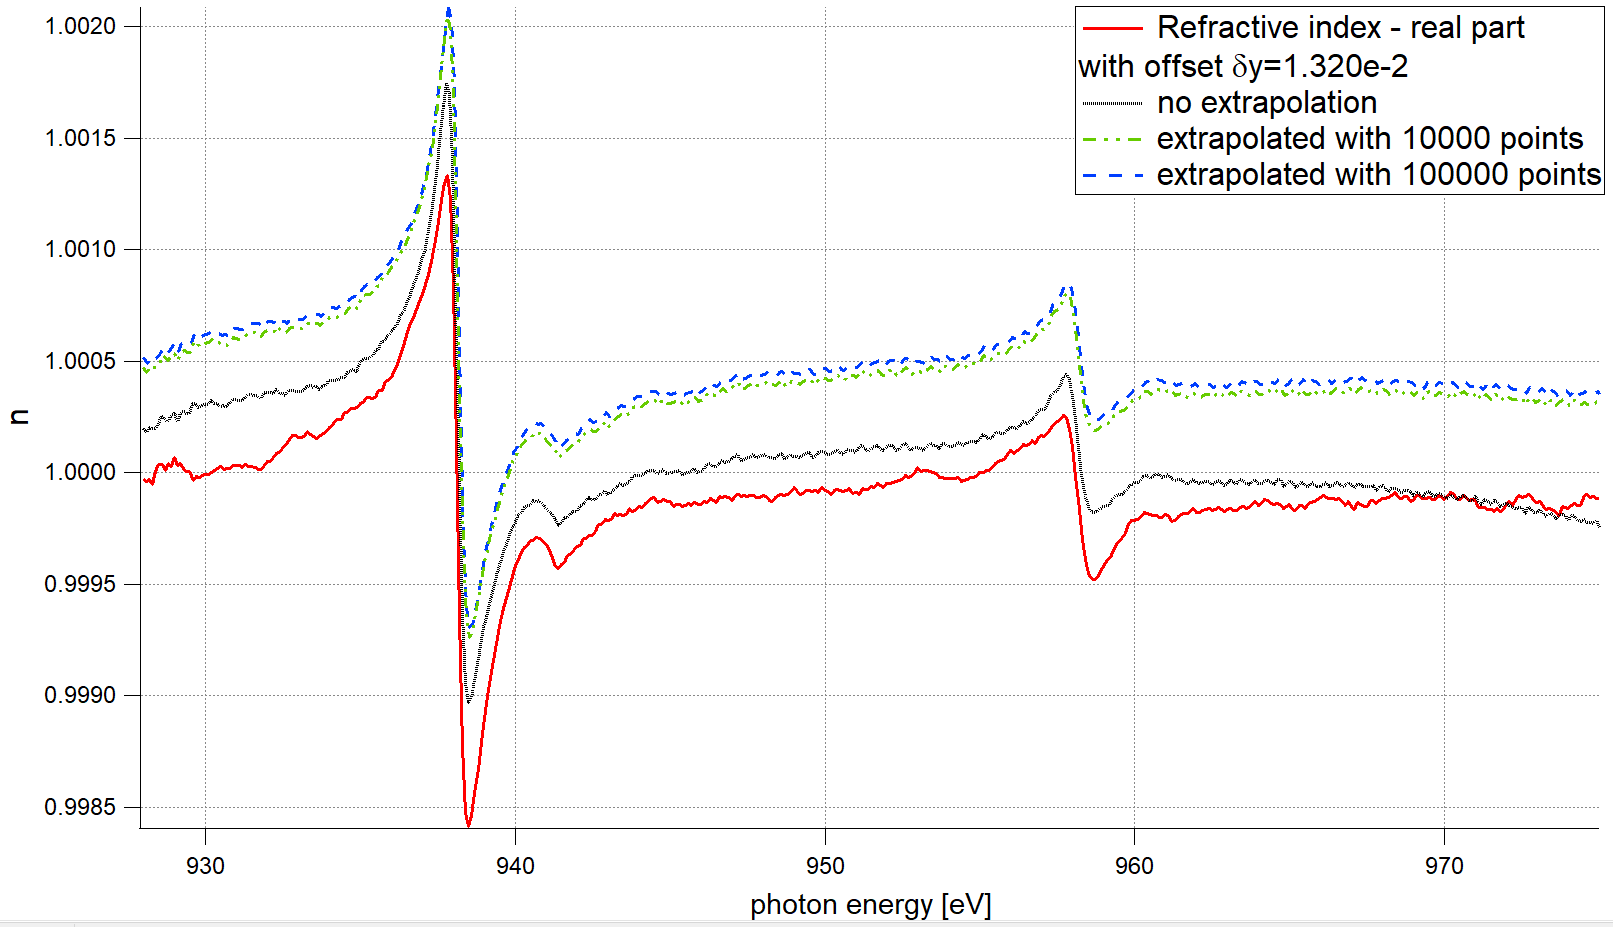 Refractive index - real part
with offset δy=1.320e-2
no extrapolation
extrapolated with 10000 points
extrapolated with 100000 points
1.0020
1.0015
1.0010
1.0005
1.0000
0.9995
0.9990
0.9985
n
930
940
950
960
970
photon energy [eV]